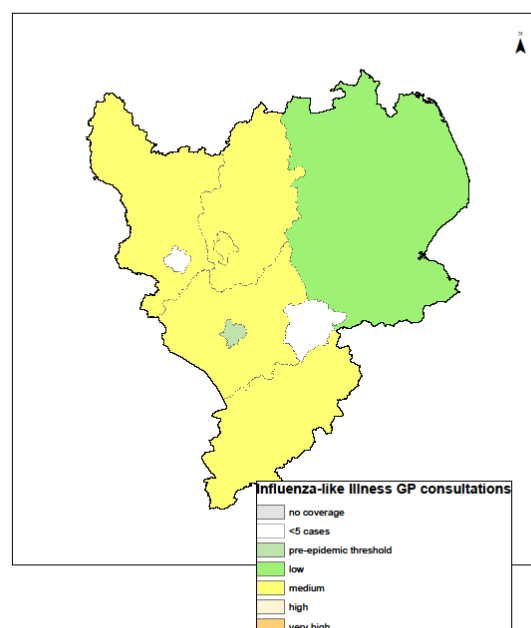 N
Influenza-like Illness GP consultations
no coverage
<5 cases
pre-epidemic threshold
low
medium
high
very high